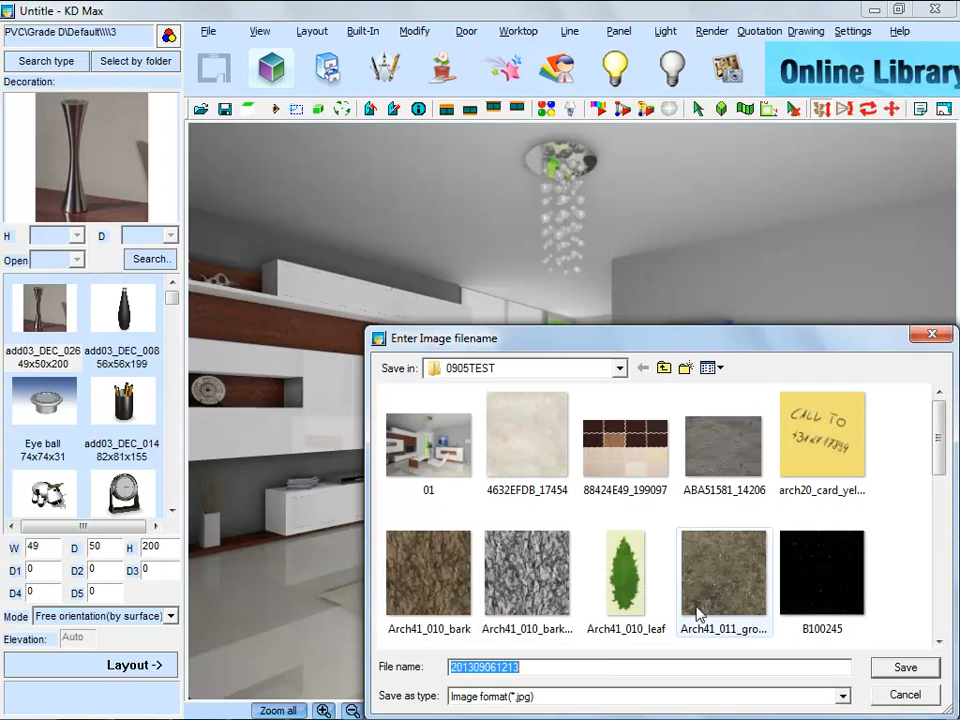 Untitle - KD Max
PVC\Grade D\Default\\\\3
File View Layout Built-In Modify Door Worktop Line Panel Light Render Quotation Drawing Settings Help
Search type Select by folder
Decoration:
Online Library
H D
Open Search..
add03_DEC_026 add03_DEC_008
49x50x200 56x56x199
Eye ball add03_DEC_014
74x74x31 82x81x155
W 49 D 50 H 200
D1 0 D2 0 D3 0
D4 0 D5 0
Mode Free orientation(by surface)
Elevation: Auto
Layout ->
Zoom all
Enter Image filename
Save in: 0905TEST
CALL TO
01 4632EFDB_17454 88424E49_199097 ABA51581_14206 arch20_card_yel...
Arch41_010_bark Arch41_010_bark... Arch41_010_leaf Arch41_011_gro... B100245
File name: 201309061213 Save
Save as type: Image format(*.jpg) Cancel